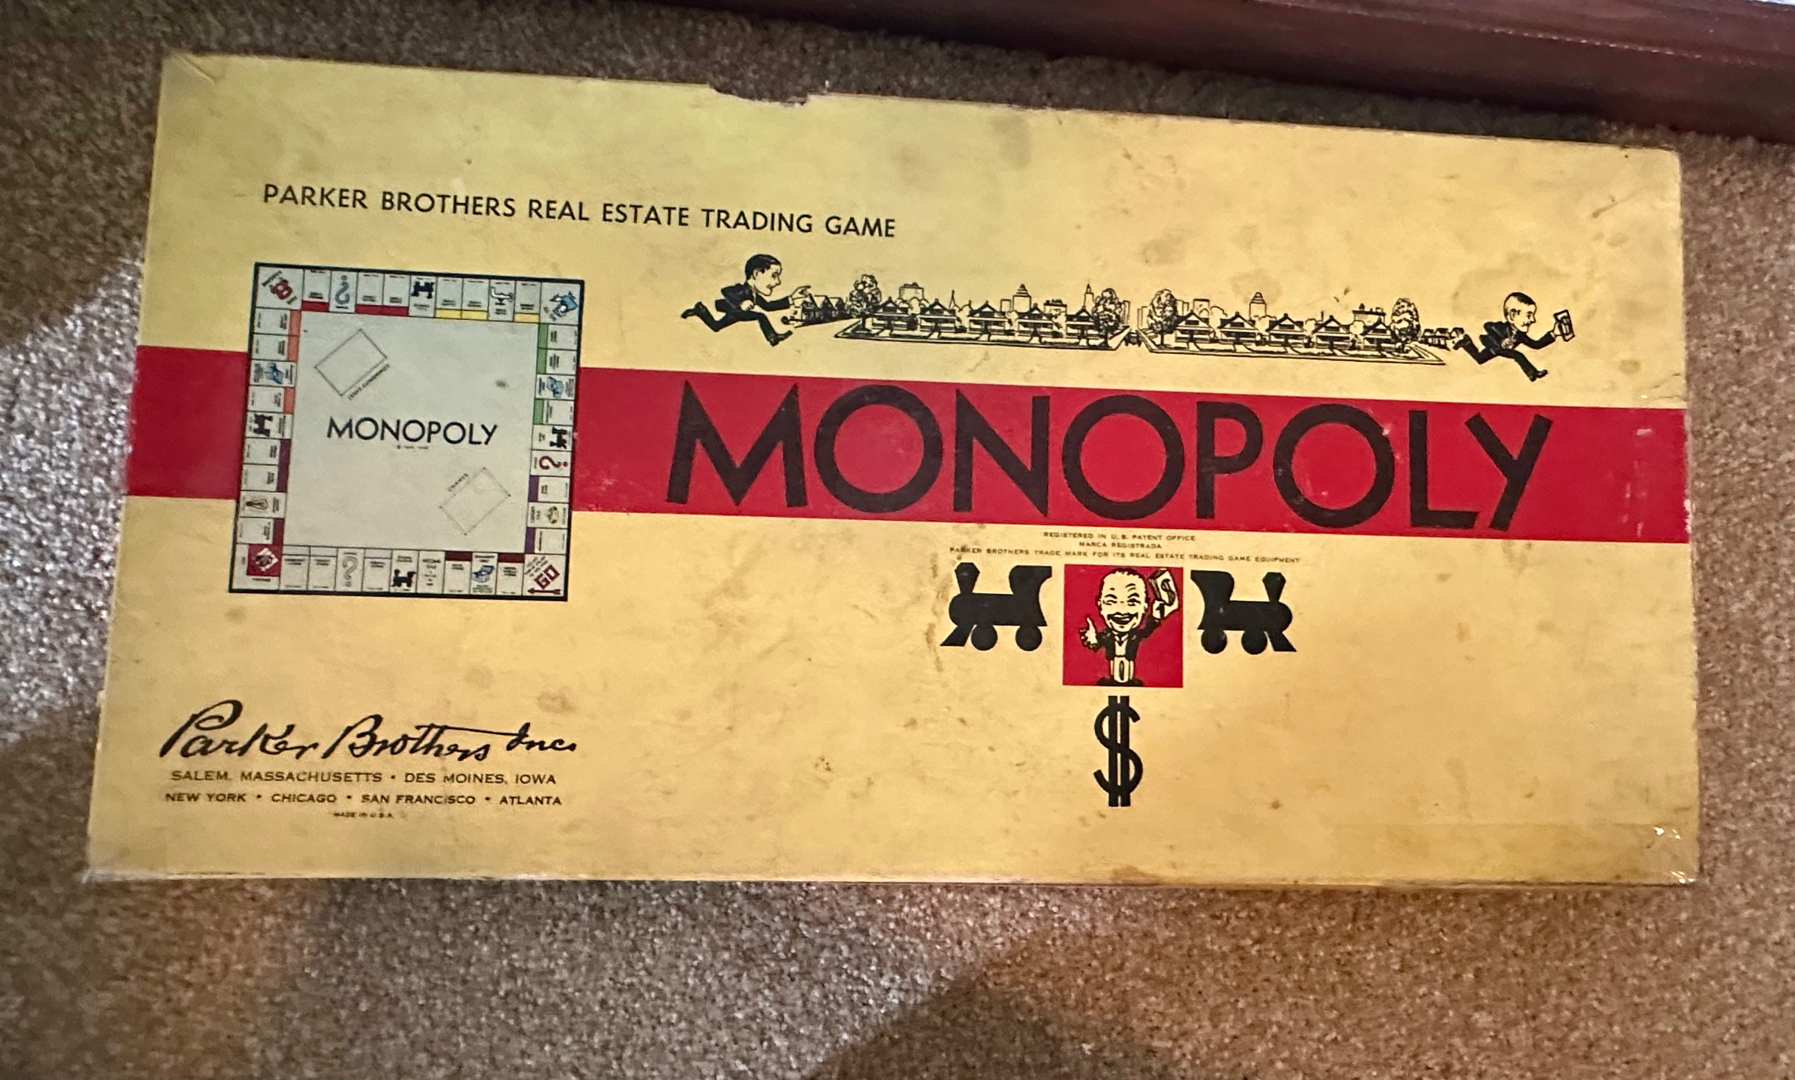 PARKER BROTHERS REAL ESTATE TRADING GAME
MONOPOLY
CHANCE
GO
MONOPOLY
REGISTERED IN U.S. PATENT OFFICE
MARCA REGISTRADA
PARKER BROTHERS TRADE MARK FOR ITS REAL ESTATE TRADING GAME EQUIPMENT
$
$
Parker Brothers Inc.
SALEM, MASSACHUSETTS • DES MOINES, IOWA
NEW YORK • CHICAGO • SAN FRANCISCO • ATLANTA
MADE IN U.S.A.